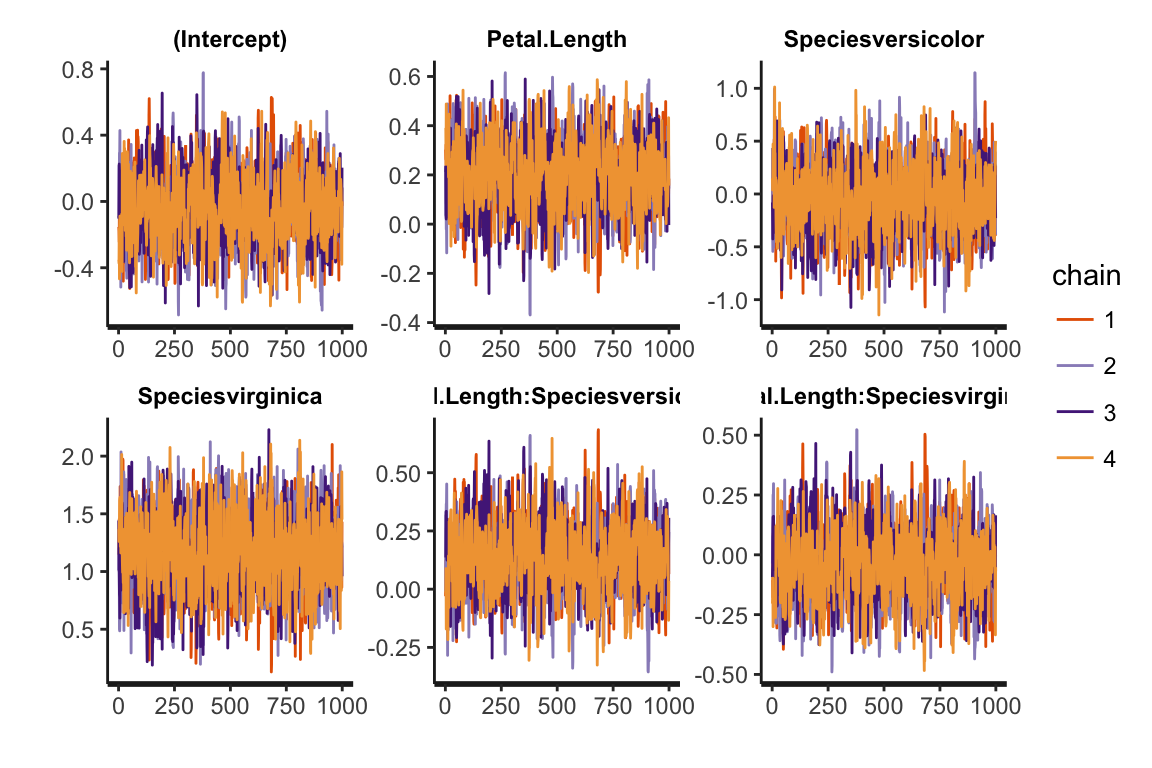 (Intercept) Petal.Length Speciesversicolor
0.8 0.6 1.0
0.4 0.4 0.5
0.0 0.2 0.0
-0.4 0.0 -0.5
-0.2 -1.0
-0.4
0 250 500 750 1000 0 250 500 750 1000 0 250 500 750 1000
chain
1
2
3
4
Speciesvirginica l.Length:Speciesversic al.Length:Speciesvirgi
2.0 0.50 0.50
1.5 0.25 0.25
1.0 0.00 0.00
0.5 -0.25 -0.25
-0.50
0 250 500 750 1000 0 250 500 750 1000 0 250 500 750 1000